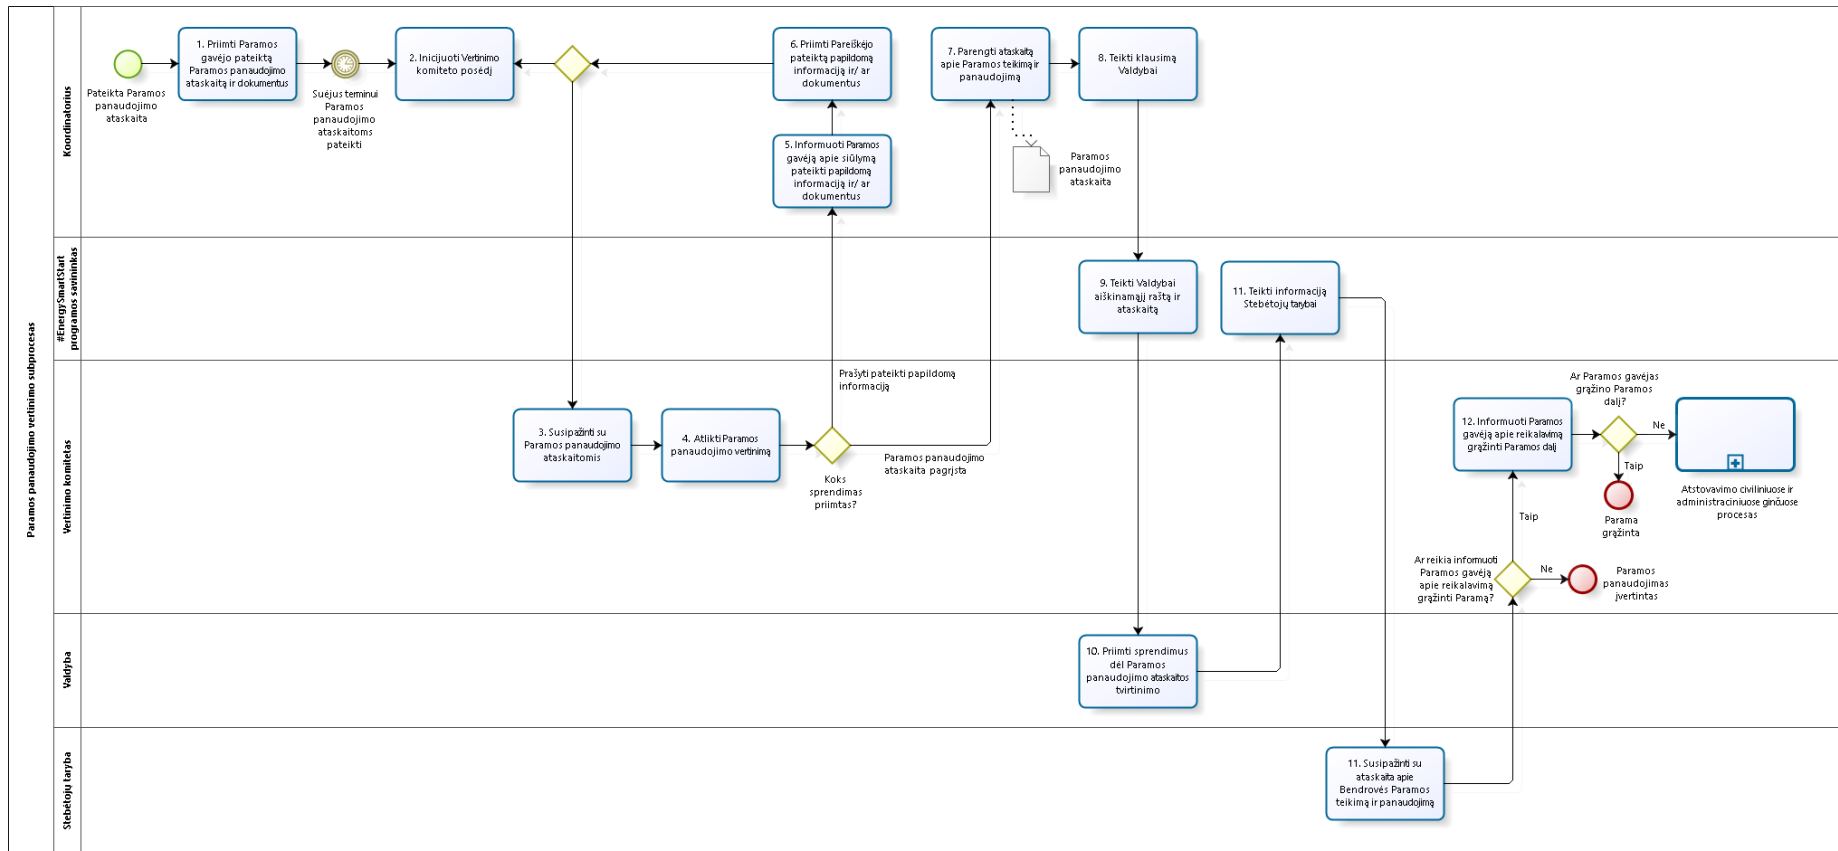 Paramos panaudojimo vertinimo subprocesas
Koordinatorius
Pateikta Paramos
panaudojimo
ataskaita
1. Priimti Paramos
gavėjo pateiktą
Paramos panaudojimo
ataskaitą ir dokumentus
Suėjus terminui
Paramos
panaudojimo
ataskaitoms
pateikti
2. Inicijuoti Vertinimo
komiteto posėdį
6. Priimti Pareiškėjo
pateiktą papildomą
informaciją ir/ ar
dokumentus
5. Informuoti Paramos
gavėją apie siūlymą
pateikti papildomą
informaciją ir/ ar
dokumentus
7. Parengti ataskaitą
apie Paramos teikimą ir
panaudojimą
Paramos
panaudojimo
ataskaita
8. Teikti klausimą
Valdybai
#EnergySmartStart
programos savininkas
9. Teikti Valdybai
aiškinamąjį raštą ir
ataskaitą
11. Teikti informaciją
Stebėtojų tarybai
Vertinimo komitetas
3. Susipažinti su
Paramos panaudojimo
ataskaitomis
4. Atlikti Paramos
panaudojimo vertinimą
Koks
sprendimas
priimtas?
Prašyti pateikti papildomą
informaciją
Paramos panaudojimo
ataskaita pagrįsta
12. Informuoti Paramos
gavėją apie reikalavimą
grąžinti Paramos dalį
Ar Paramos gavėjas
grąžino Paramos
dalį?
Ne
Taip
Parama
grąžinta
Atstovavimo civiliniuose ir
administraciniuose ginčuose
procesas
Taip
Ar reikia informuoti
Paramos gavėją
apie reikalavimą
grąžinti Paramą?
Ne
Paramos
panaudojimas
įvertintas
Valdyba
10. Priimti sprendimus
dėl Paramos
panaudojimo ataskaitos
tvirtinimo
Stebėtojų taryba
11. Susipažinti su
ataskaita apie
Bendrovės Paramos
teikimą ir panaudojimą